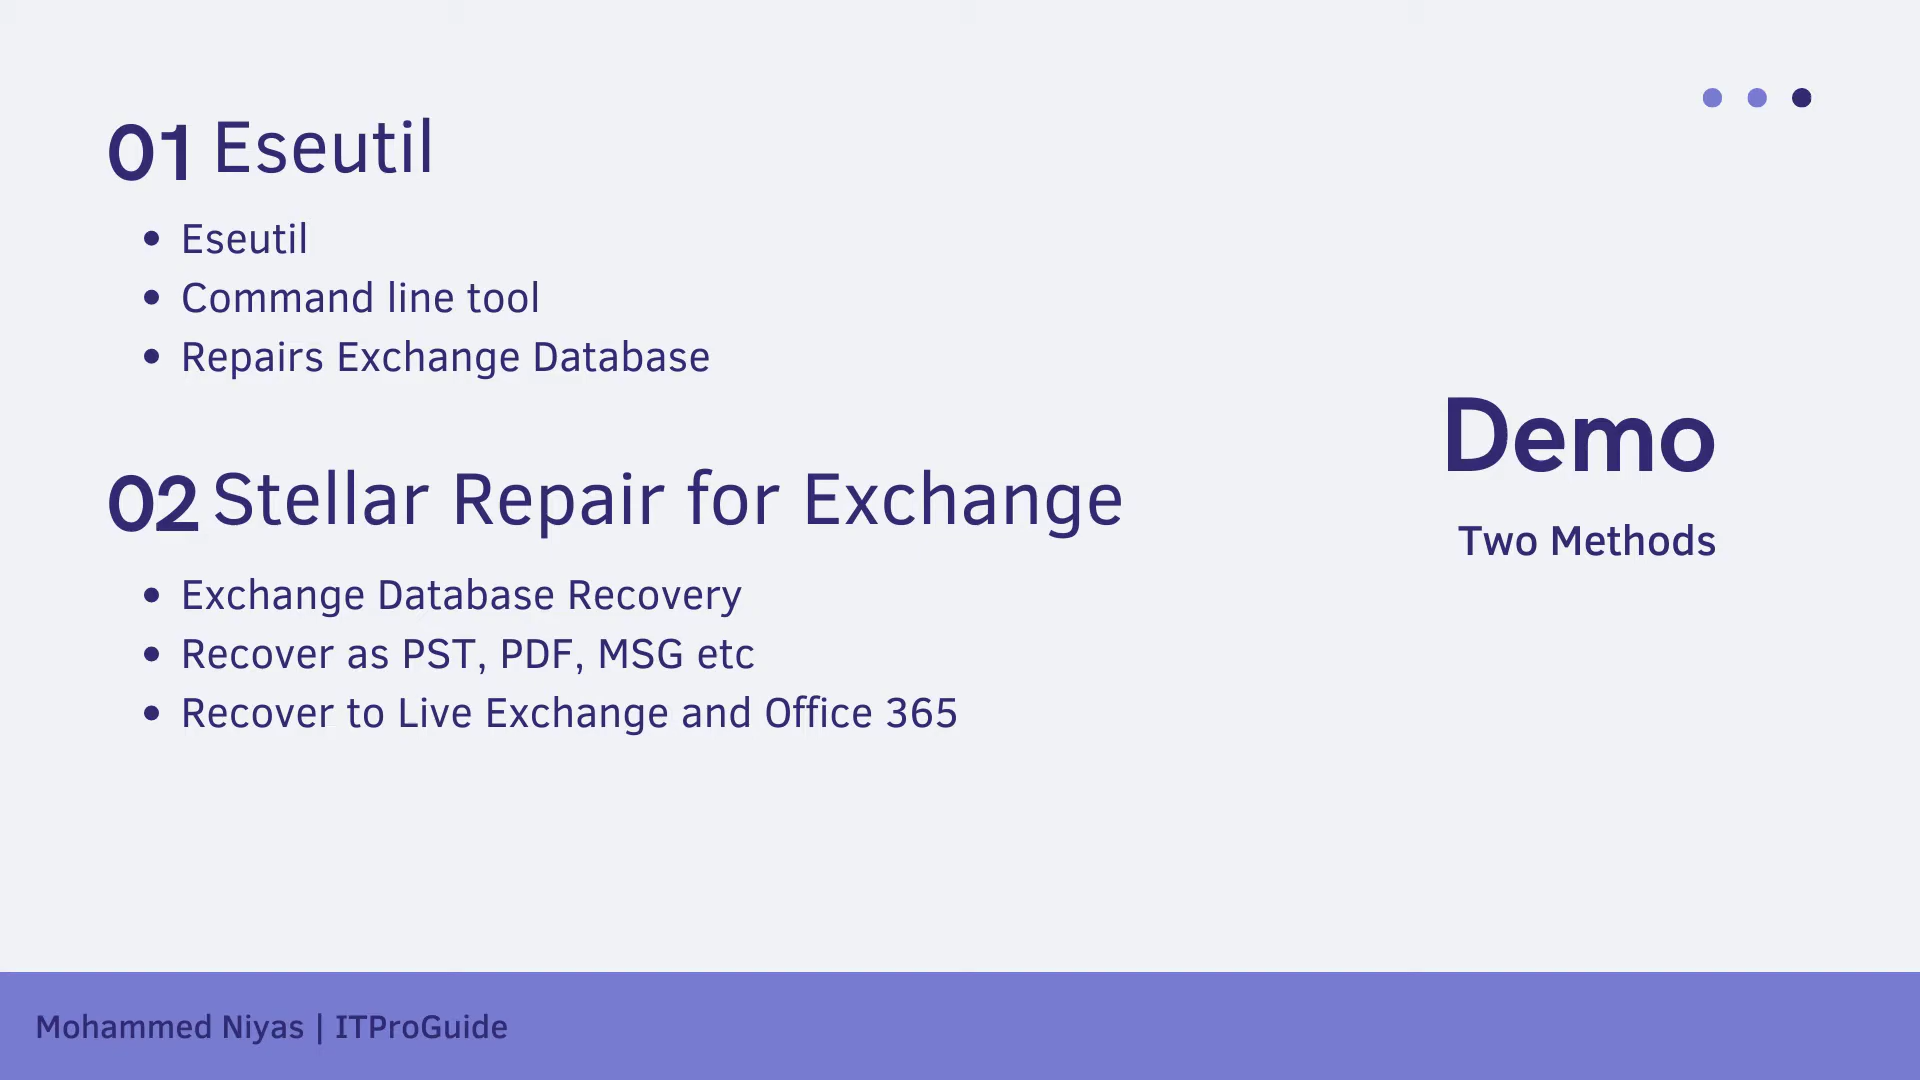 01 Eseutil
• Eseutil
• Command line tool
• Repairs Exchange Database
02 Stellar Repair for Exchange
• Exchange Database Recovery
• Recover as PST, PDF, MSG etc
• Recover to Live Exchange and Office 365
Demo
Two Methods
Mohammed Niyas | ITProGuide